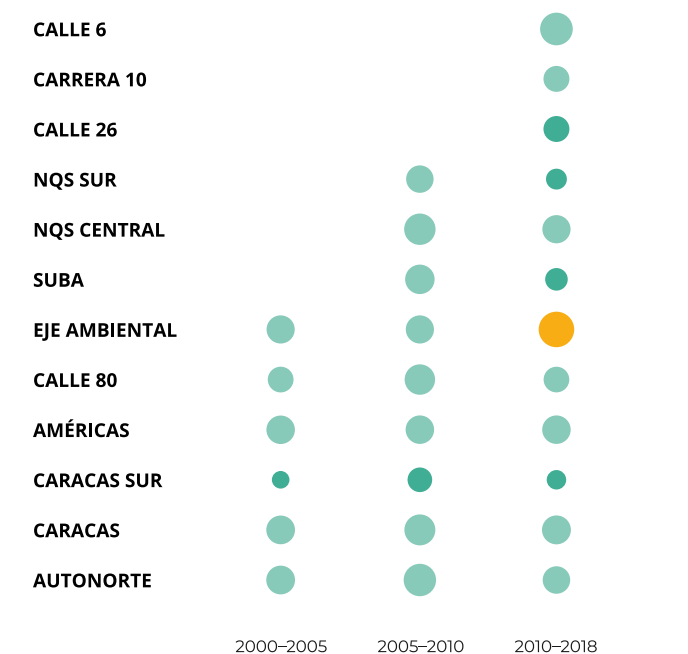 CALLE 6
CARRERA 10
CALLE 26
NQS SUR
NQS CENTRAL
SUBA
EJE AMBIENTAL
CALLE 80
AMÉRICAS
CARACAS SUR
CARACAS
AUTONORTE
2000–2005 2005–2010 2010–2018